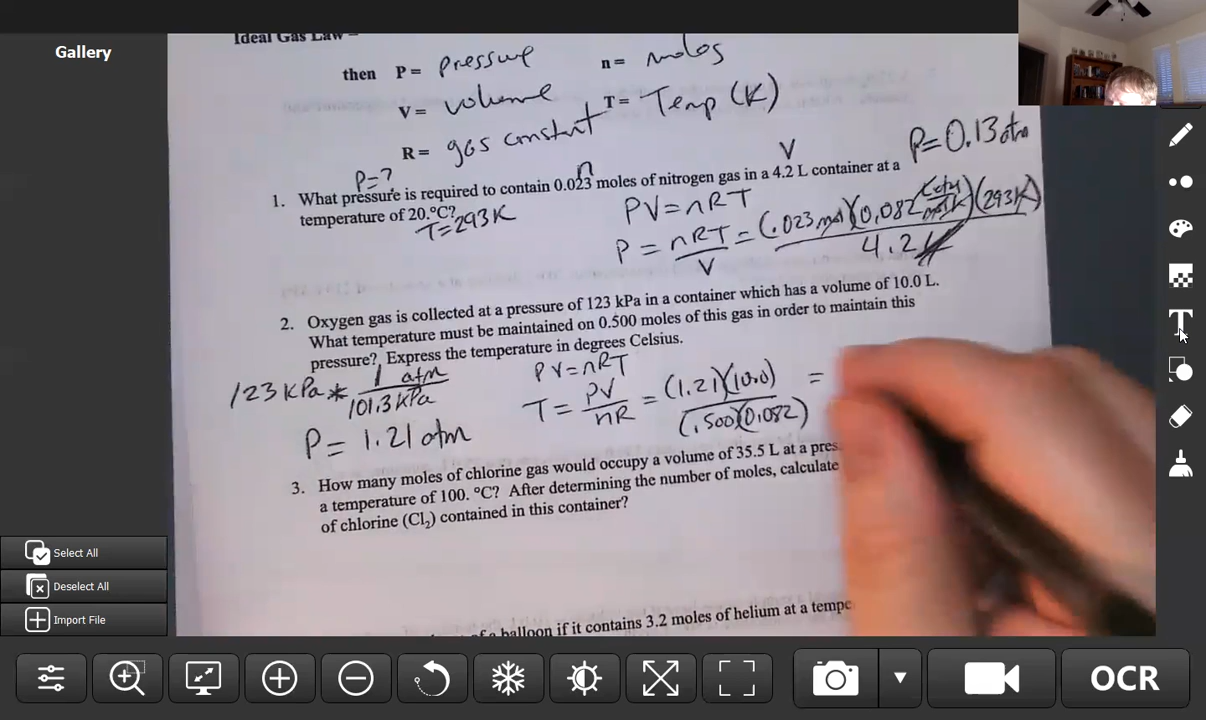 Gallery
Ideal Gas Law
then P = pressure n = moles
V = volume T = Temp (K)
R = gas constant
P=? n V P=0.13 atm
1. What pressure is required to contain 0.023 moles of nitrogen gas in a 4.2 L container at a
temperature of 20.°C?
T=293K
PV=nRT
P = nRT/V = (.023 mol)(0.082 L atm/mol K)(293K)/4.2 L
2. Oxygen gas is collected at a pressure of 123 kPa in a container which has a volume of 10.0 L.
What temperature must be maintained on 0.500 moles of this gas in order to maintain this
pressure? Express the temperature in degrees Celsius.
123 kPa * 1 atm/101.3 kPa
P = 1.21 atm
PV=nRT
T = PV/nR = (1.21)(10.0)/(.500)(0.082) =
3. How many moles of chlorine gas would occupy a volume of 35.5 L at a pres
a temperature of 100. °C? After determining the number of moles, calculate
of chlorine (Cl₂) contained in this container?
balloon if it contains 3.2 moles of helium at a tempe
Select All
Deselect All
Import File
OCR